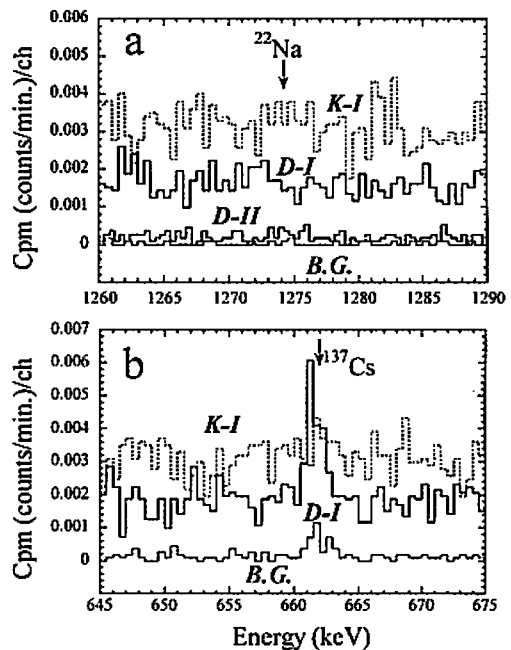 0.006
a
²²Na
0.005
K-I
0.004
0.003
D-I
0.002
D-II
0.001
0
B.G.
1260 1265 1270 1275 1280 1285 1290
Cpm (counts/min.)/ch
0.007
b
¹³⁷Cs
0.006
0.005
K-I
0.004
0.003
0.002
D-I
0.001
0
B.G.
645 650 655 660 665 670 675
Cpm (counts/min.)/ch
Energy (keV)